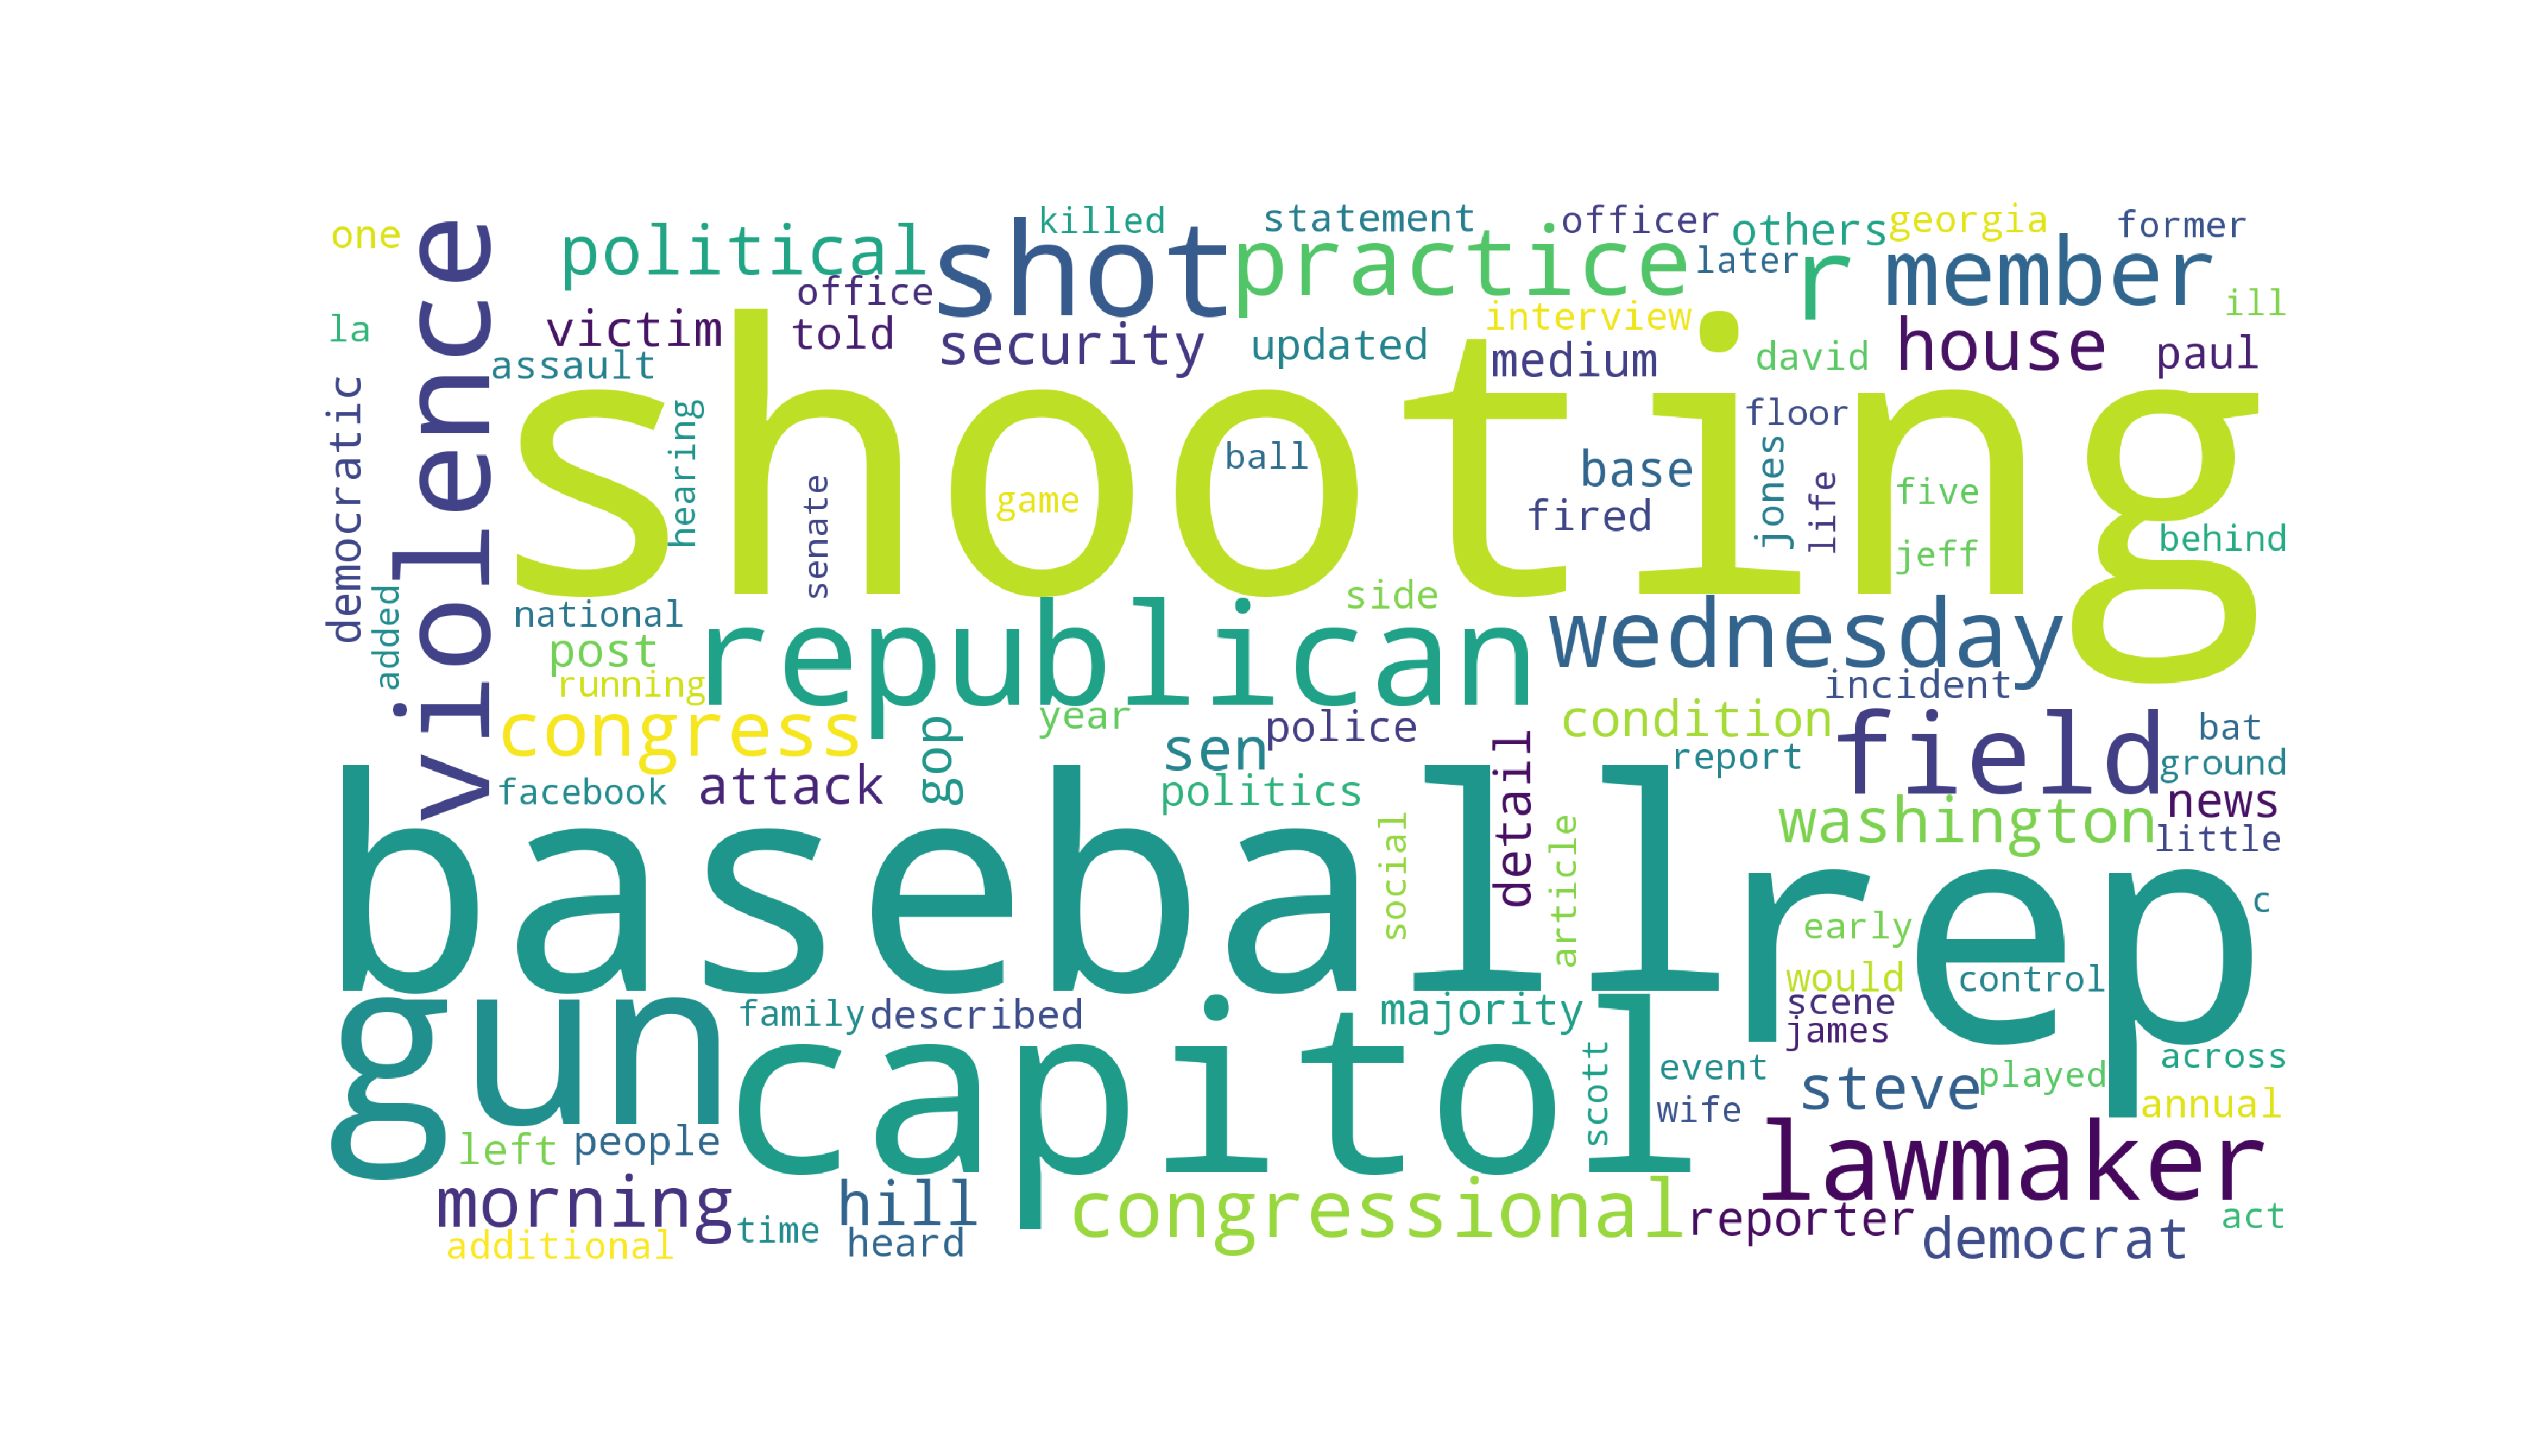 one
political
shot
killed
statement
practice
officer
others
later
r
georgia
member
former
la
violence
victim
office
told
security
updated
interview
medium
david
house
paul
ill
assault
shooting
democratic
hearing
senate
game
ball
base
fired
floor
jones
life
five
jeff
behind
added
national
post
running
republican
side
wednesday
incident
congress
gop
year
sen
police
condition
report
field
bat
ground
facebook
attack
politics
detail
washington
news
little
baseball
social
article
rep
c
early
would
control
scene
james
gun
family
described
capitol
majority
scott
event
wife
steve
played
across
annual
left
people
lawmaker
morning
hill
congressional
reporter
democrat
act
additional
time
heard